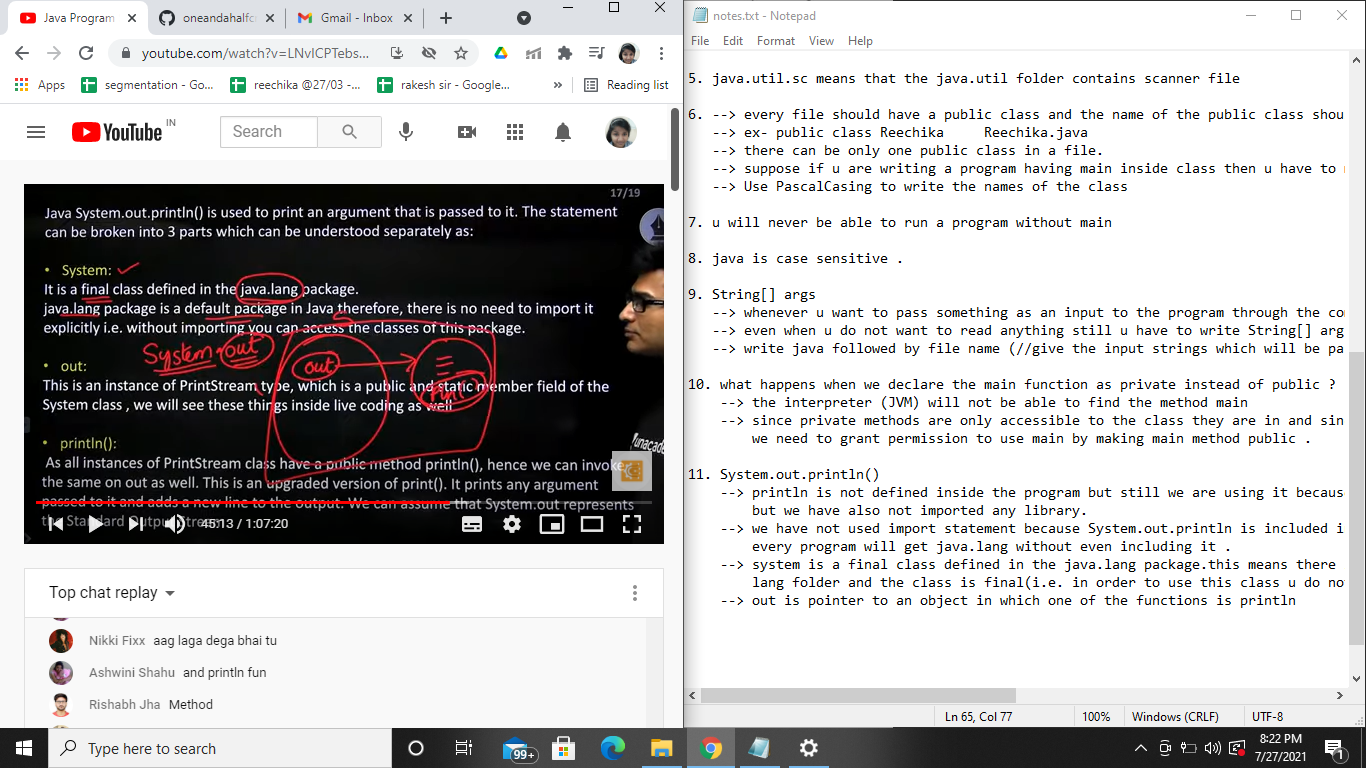 Java Program
oneandahalfc
Gmail - Inbox
youtube.com/watch?v=LNvlCPTebs...
Apps
segmentation - Go...
reechika @27/03 -...
rakesh sir - Google...
»
Reading list
YouTube IN
Search
17/19
Java System.out.println() is used to print an argument that is passed to it. The statement
can be broken into 3 parts which can be understood separately as:
• System:
It is a final class defined in the java.lang package.
java.lang package is a default package in Java therefore, there is no need to import it
explicitly i.e. without importing you can access the classes of this package.
S
System.out
out
Fun1
• out:
This is an instance of PrintStream type, which is a public and static member field of the
System class , we will see these things inside live coding as well
• println():
As all instances of PrintStream class have a public method println(), hence we can invoke
the same on out as well. This is an upgraded version of print(). It prints any argument
passed to it and adds a new line to the output. We can assume that System.out represents
the Standard Output Stream
unacade
45:13 / 1:07:20
Top chat replay
Nikki Fixx aag laga dega bhai tu
Ashwini Shahu and println fun
Rishabh Jha Method
notes.txt - Notepad
File Edit Format View Help
5. java.util.sc means that the java.util folder contains scanner file
6. --> every file should have a public class and the name of the public class shou
--> ex- public class Reechika Reechika.java
--> there can be only one public class in a file.
--> suppose if u are writing a program having main inside class then u have to
--> Use PascalCasing to write the names of the class
7. u will never be able to run a program without main
8. java is case sensitive .
9. String[] args
--> whenever u want to pass something as an input to the program through the co
--> even when u do not want to read anything still u have to write String[] arg
--> write java followed by file name (//give the input strings which will be pa
10. what happens when we declare the main function as private instead of public ?
--> the interpreter (JVM) will not be able to find the method main
--> since private methods are only accessible to the class they are in and sin
we need to grant permission to use main by making main method public .
11. System.out.println()
--> println is not defined inside the program but still we are using it becaus
but we have also not imported any library.
--> we have not used import statement because System.out.println is included i
every program will get java.lang without even including it .
--> system is a final class defined in the java.lang package.this means there
lang folder and the class is final(i.e. in order to use this class u do no
--> out is pointer to an object in which one of the functions is println
Ln 65, Col 77
100%
Windows (CRLF)
UTF-8
Type here to search
99+
8:22 PM
7/27/2021
1